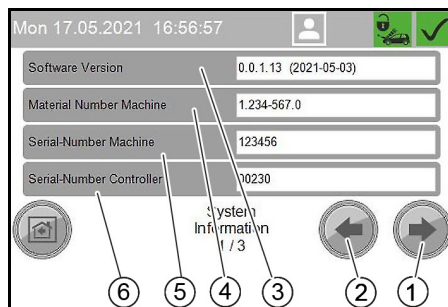 Mon 17.05.2021 16:56:57
Software Version 0.0.1.13 (2021-05-03)
Material Number Machine 1.234-567.0
Serial-Number Machine 123456
Serial-Number Controller 00230
System
Information
1 / 3
6 5 4 3 2 1